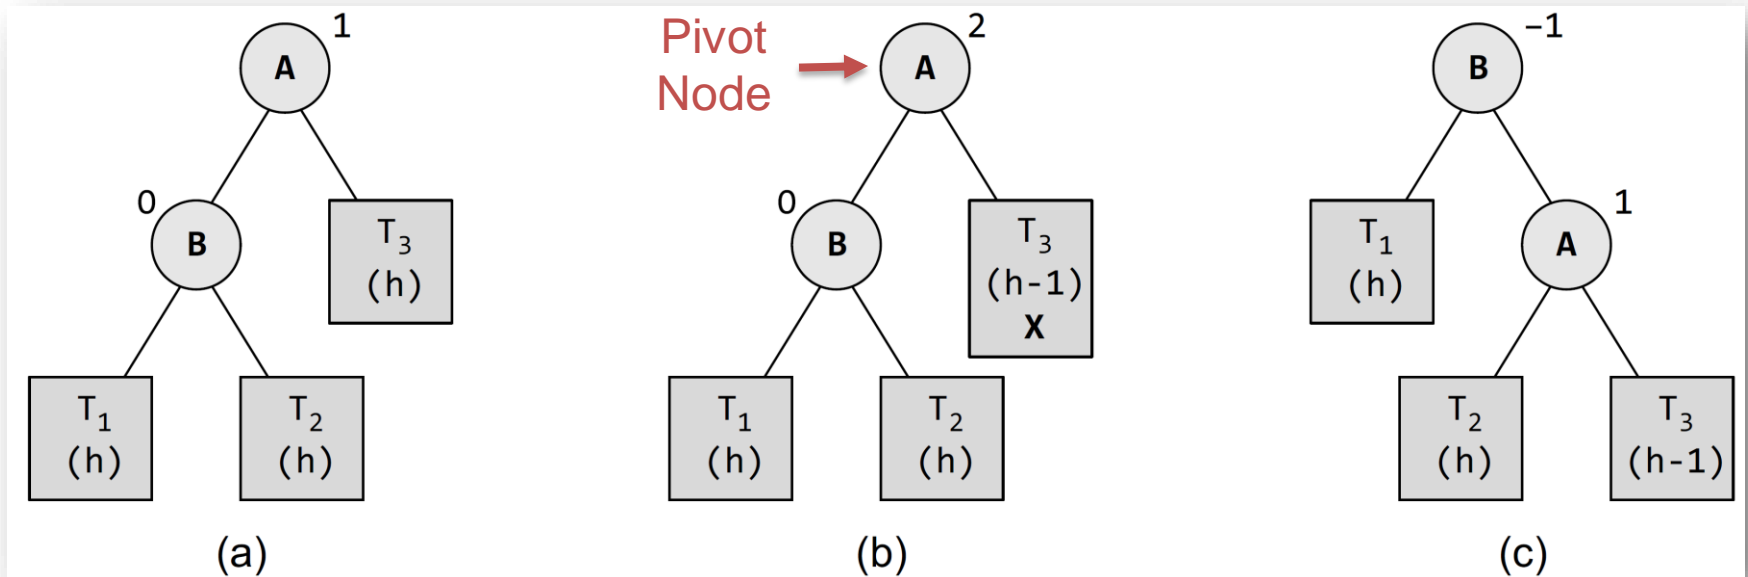 1
A
0
B
T3
(h)
T1
(h)
T2
(h)
(a)
Pivot
Node
2
A
0
B
T3
(h-1)
X
T1
(h)
T2
(h)
(b)
−1
B
1
T1
(h)
A
T2
(h)
T3
(h-1)
(c)